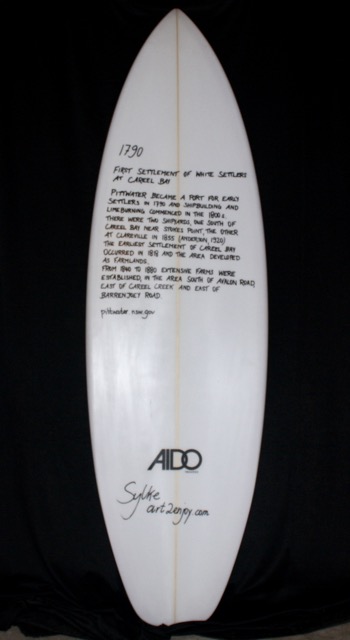 1790
FIRST SETTLEMENT OF WHITE SETTLERS
AT CAREEL BAY
PITTWATER BECAME A PORT FOR EARLY
SETTLERS IN 1790 AND SHIPBUILDING AND
LIMEBURNING COMMENCED IN THE 1800s.
THERE WERE TWO SHIPYARDS, ONE SOUTH OF
CAREEL BAY NEAR STOKES POINT, THE OTHER
AT CLAREVILLE IN 1855 (ANDERSON, 1920)
THE EARLIEST SETTLEMENT OF CAREEL BAY
OCCURRED IN 1818 AND THE AREA DEVELOPED
AS FARMLANDS.
FROM 1840 TO 1880 EXTENSIVE FARMS WERE
ESTABLISHED, IN THE AREA SOUTH OF AVALON ROAD,
EAST OF CAREEL CREEK AND EAST OF
BARRENJOEY ROAD.
pittwater nsw.gov
AIDO
Sylke
art2enjoy.com